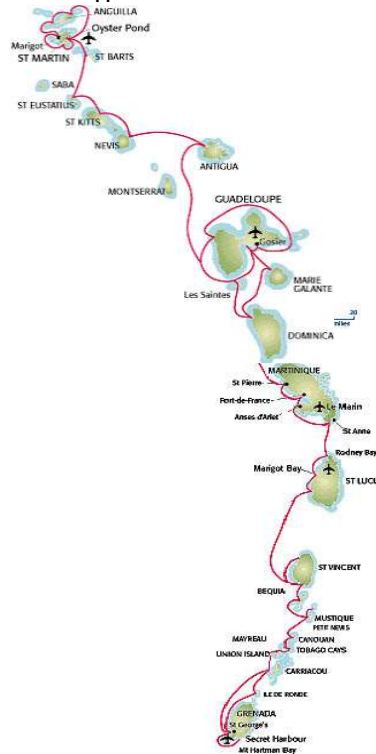 ANGUILLA
Oyster Pond
Marigot
ST MARTIN
ST BARTS
SABA
ST EUSTATIUS
ST KITTS
NEVIS
ANTIGUA
MONTSERRAT
GUADELOUPE
Gosier
MARIE
GALANTE
Les Saintes
20
miles
DOMINICA
MARTINIQUE
St Pierre
Fort-de-France
Le Marin
Anses-d'Arlet
St Anne
Rodney Bay
Marigot Bay
ST LUCI
ST VINCENT
BEQUIA
MUSTIQUE
PETIT NEVIS
MAYREAU
CANOUAN
UNION ISLAND
TOBAGO CAYS
CARRIACOU
ILE DE RONDE
GRENADA
St George's
Secret Harbour
Mt Hartman Bay